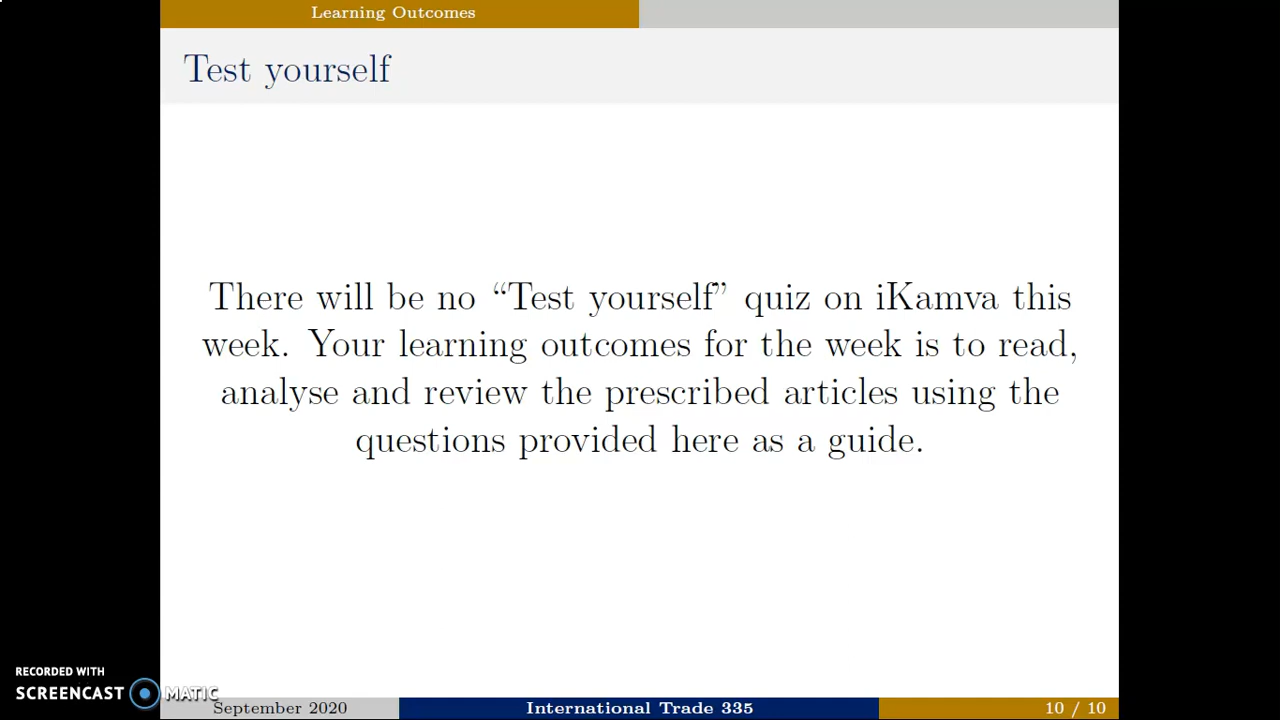 Learning Outcomes
Test yourself
There will be no “Test yourself” quiz on iKamva this
week. Your learning outcomes for the week is to read,
analyse and review the prescribed articles using the
questions provided here as a guide.
RECORDED WITH
SCREENCAST MATIC
September 2020
International Trade 335
10 / 10